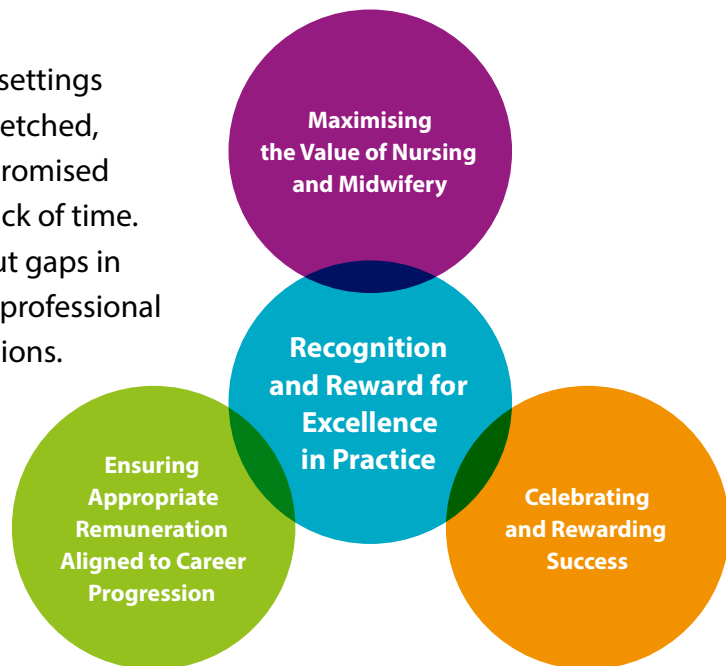 settings
etched,
romised
ck of time.
ut gaps in
professional
ions.
Maximising
the Value of Nursing
and Midwifery
Recognition
and Reward for
Excellence
in Practice
Ensuring
Appropriate
Remuneration
Aligned to Career
Progression
Celebrating
and Rewarding
Success